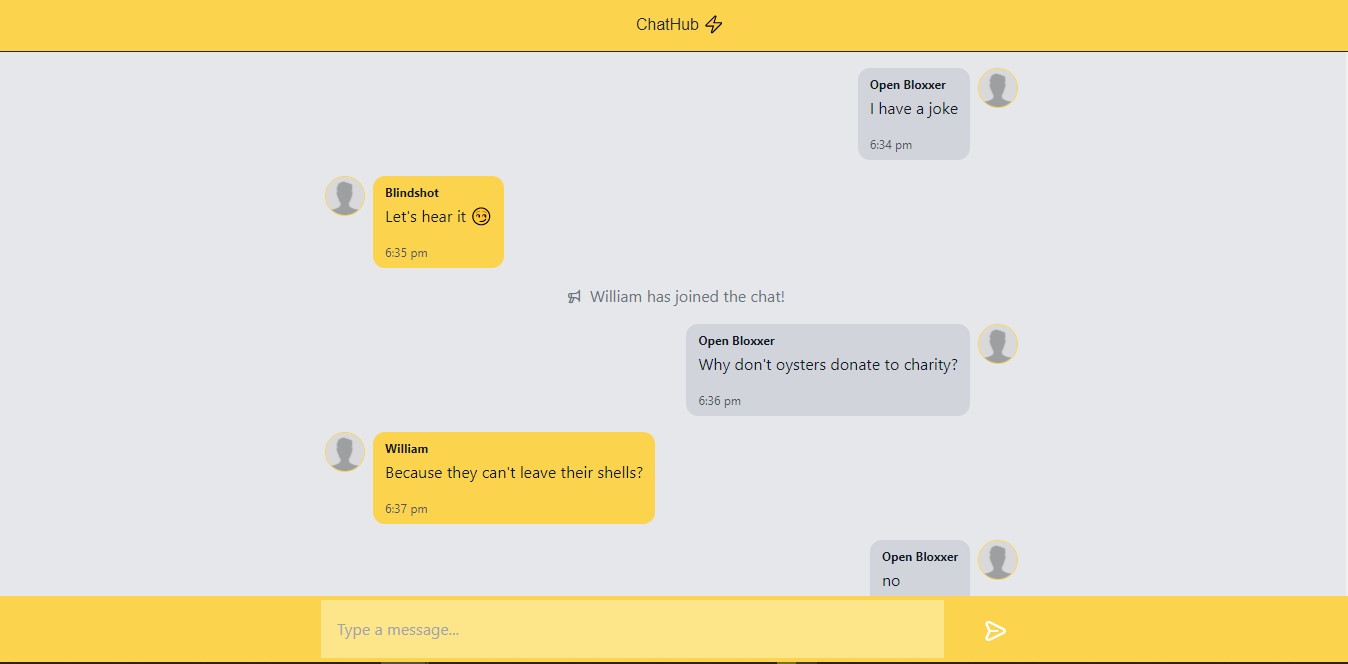 ChatHub
Open Bloxxer
I have a joke
6:34 pm
Blindshot
Let's hear it 😏
6:35 pm
William has joined the chat!
Open Bloxxer
Why don't oysters donate to charity?
6:36 pm
William
Because they can't leave their shells?
6:37 pm
Open Bloxxer
no
Type a message...